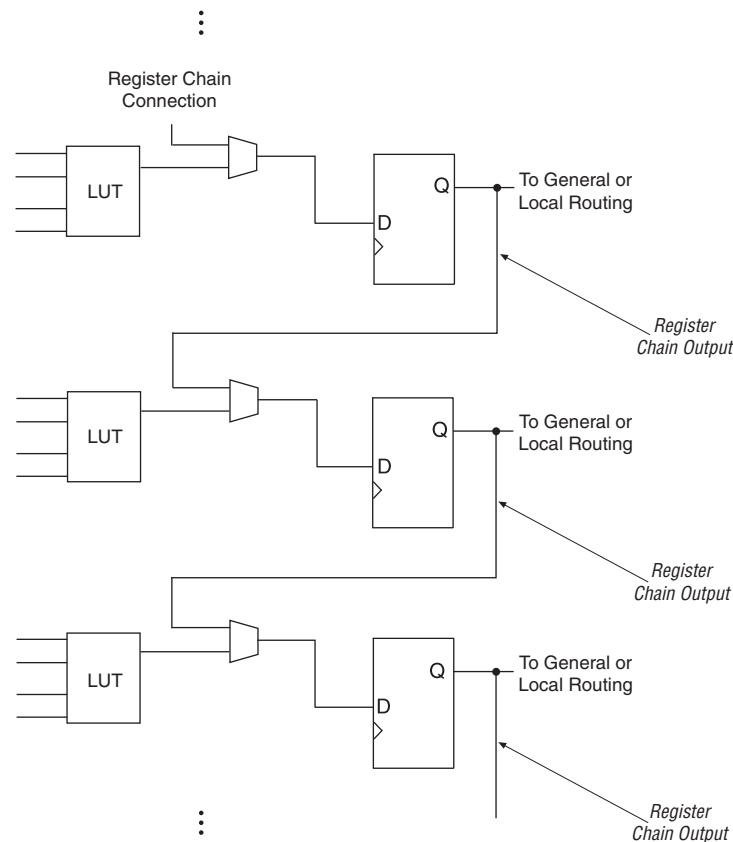 Register Chain
Connection
LUT
D
Q
To General or
Local Routing
Register
Chain Output
LUT
D
Q
To General or
Local Routing
Register
Chain Output
LUT
D
Q
To General or
Local Routing
Register
Chain Output